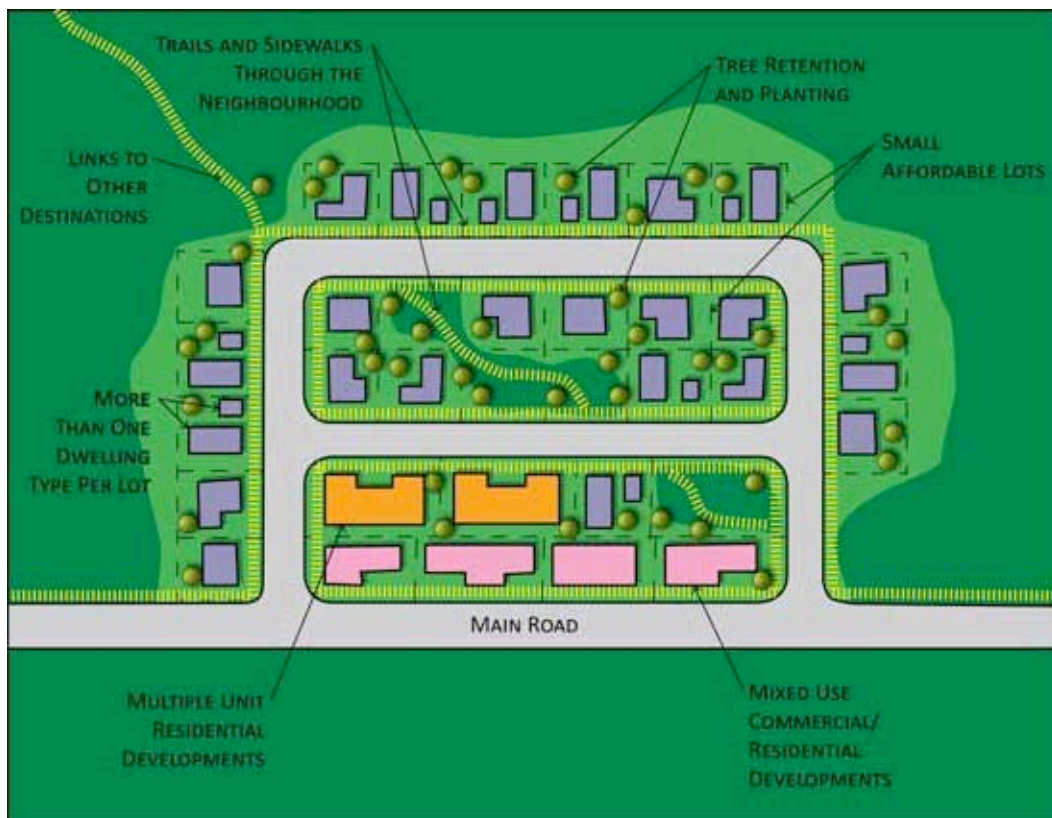 Trails and Sidewalks
Through the
Neighbourhood
Tree Retention
and Planting
Links to
Other
Destinations
Small
Affordable Lots
More
Than One
Dwelling
Type Per Lot
Main Road
Multiple Unit
Residential
Developments
Mixed Use
Commercial/
Residential
Developments